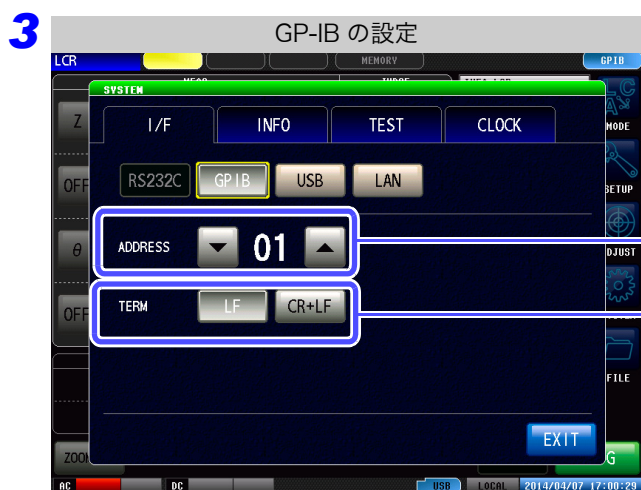 3
GP-IB の設定
LCR MEMORY GPIB
SYSTEM
I/F INFO TEST CLOCK
Z MODE
RS232C GPIB USB LAN
OFF SETUP
ADDRESS 01
θ DJUST
TERM LF CR+LF
OFF
FILE
EXIT
ZOO G
AC DC USB LOCAL 2014/04/07 17:00:29